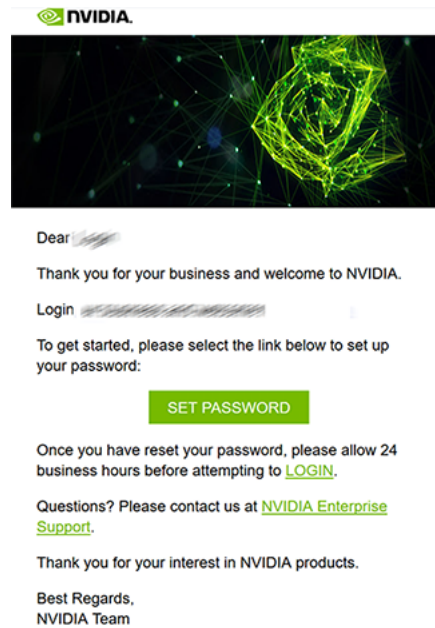 NVIDIA.
Dear
Thank you for your business and welcome to NVIDIA.
Login
To get started, please select the link below to set up
your password:
SET PASSWORD
Once you have reset your password, please allow 24
business hours before attempting to LOGIN.
Questions? Please contact us at NVIDIA Enterprise
Support.
Thank you for your interest in NVIDIA products.
Best Regards,
NVIDIA Team